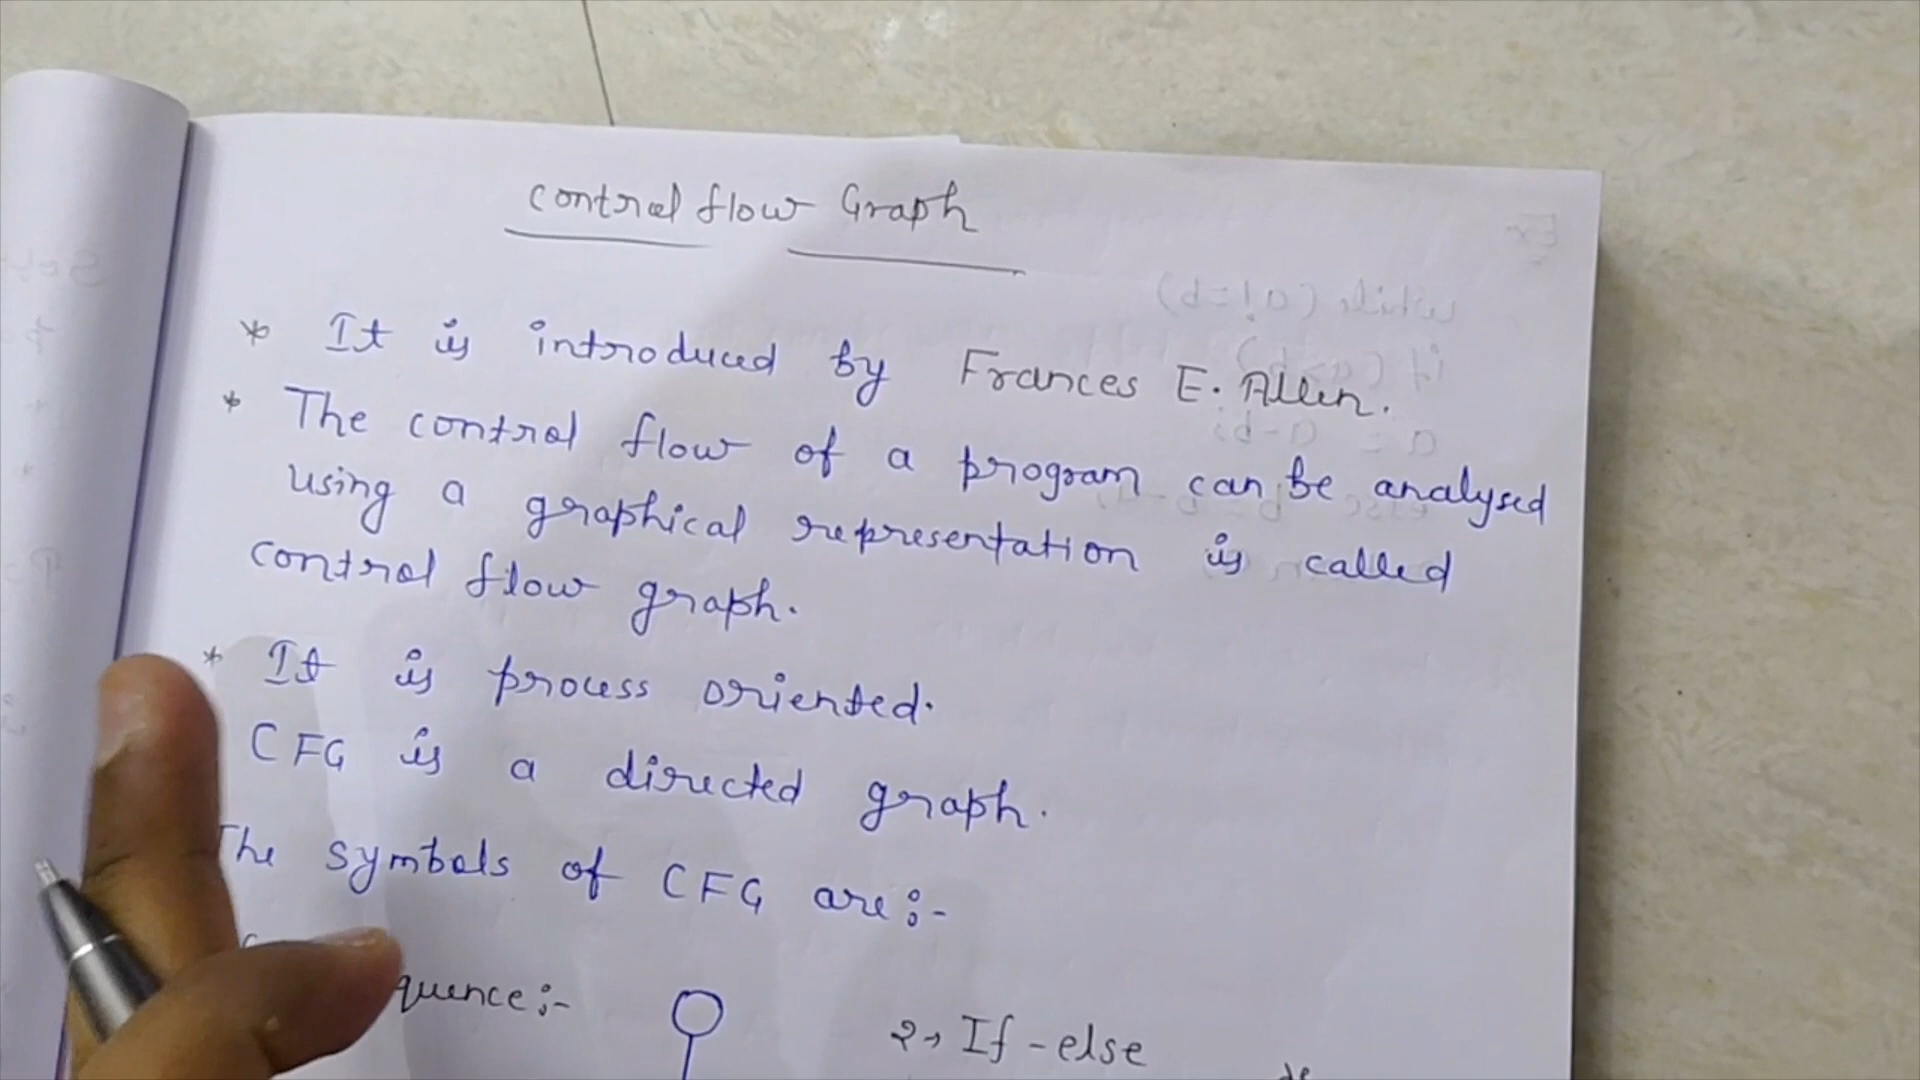 Control flow Graph
* It is introduced by Frances E. Allen.
* The control flow of a program can be analysed
using a graphical representation is called
control flow graph.
* It is process oriented.
CFG is a directed graph.
The symbols of CFG are:-
quence:-
2, If-else